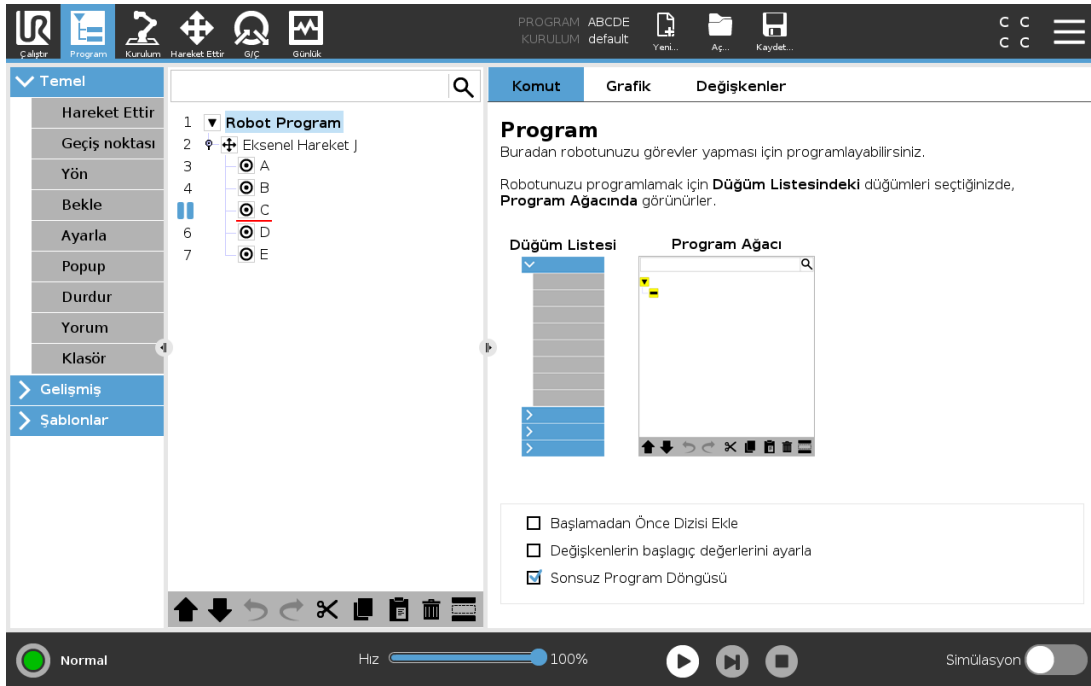 PROGRAM ABCDE
KURULUM default
C C
C C
Çalıştır Program Kurulum Hareket Ettir G/Ç Günlük Yeni... Aç... Kaydet...
Temel
Hareket Ettir
Geçiş noktası
Yön
Bekle
Ayarla
Popup
Durdur
Yorum
Klasör
Gelişmiş
Şablonlar
1 Robot Program
2 Eksenel Hareket J
3 A
4 B
C
6 D
7 E
Komut Grafik Değişkenler
Program
Buradan robotunuzu görevler yapması için programlayabilirsiniz.
Robotunuzu programlamak için Düğüm Listesindeki düğümleri seçtiğinizde,
Program Ağacında görünürler.
Düğüm Listesi Program Ağacı
Başlamadan Önce Dizisi Ekle
Değişkenlerin başlagıç değerlerini ayarla
Sonsuz Program Döngüsü
Normal Hız 100% Simülasyon